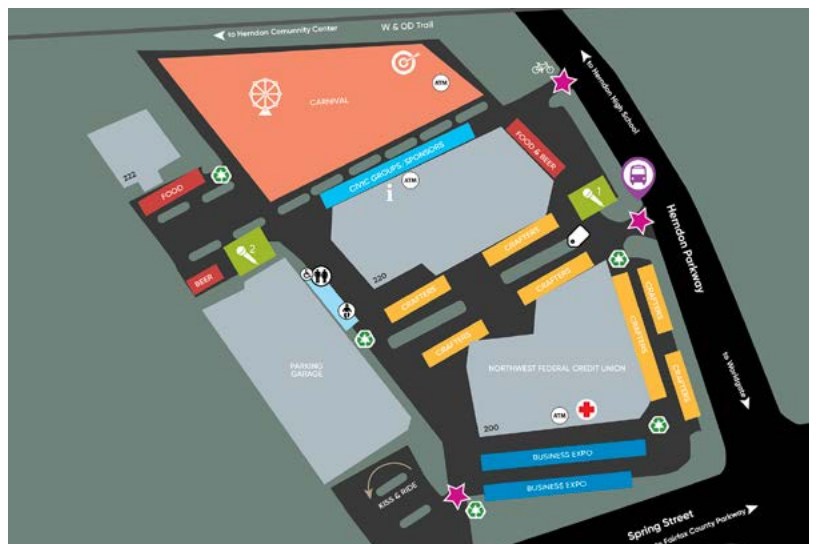 to Herndon Comunnity Center
W & OD Trail
to Herndon High School
CARNIVAL
ATM
222
FOOD
CIVIC GROUPS/SPONSORS
ATM
i
FOOD & BEER
1
Herndon Parkway
2
BEER
220
CRAFTERS
CRAFTERS
CRAFTERS
CRAFTERS
CRAFTERS
CRAFTERS
CRAFTERS
PARKING
GARAGE
NORTHWEST FEDERAL CREDIT UNION
to Worldgate
ATM
200
BUSINESS EXPO
BUSINESS EXPO
KISS & RIDE
Spring Street
to Fairfax County Parkway